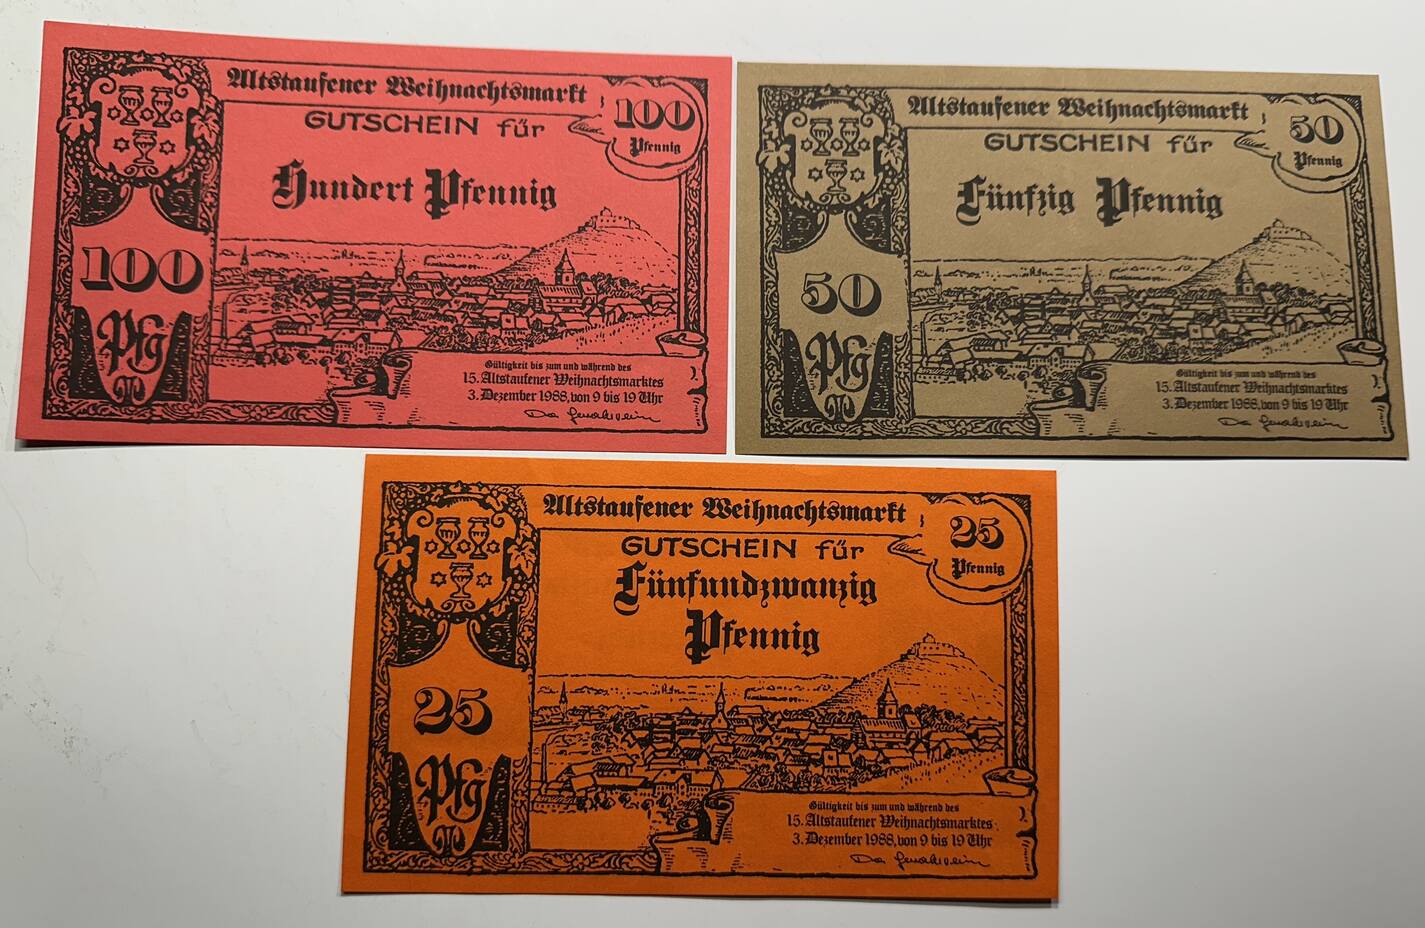 Altstaufener Weihnachtsmarkt
GUTSCHEIN für
100
Pfennig
Hundert Pfennig
100
Pfg
Gültigkeit bis zum und während des
15. Altstaufener Weihnachtsmarktes
3. Dezember 1988, von 9 bis 19 Uhr
Altstaufener Weihnachtsmarkt
GUTSCHEIN für
50
Pfennig
Fünfzig Pfennig
50
Pfg
Gültigkeit bis zum und während des
15. Altstaufener Weihnachtsmarktes
3. Dezember 1988, von 9 bis 19 Uhr
Altstaufener Weihnachtsmarkt
GUTSCHEIN für
25
Pfennig
Fünfundzwanzig
Pfennig
25
Pfg
Gültigkeit bis zum und während des
15. Altstaufener Weihnachtsmarktes
3. Dezember 1988, von 9 bis 19 Uhr